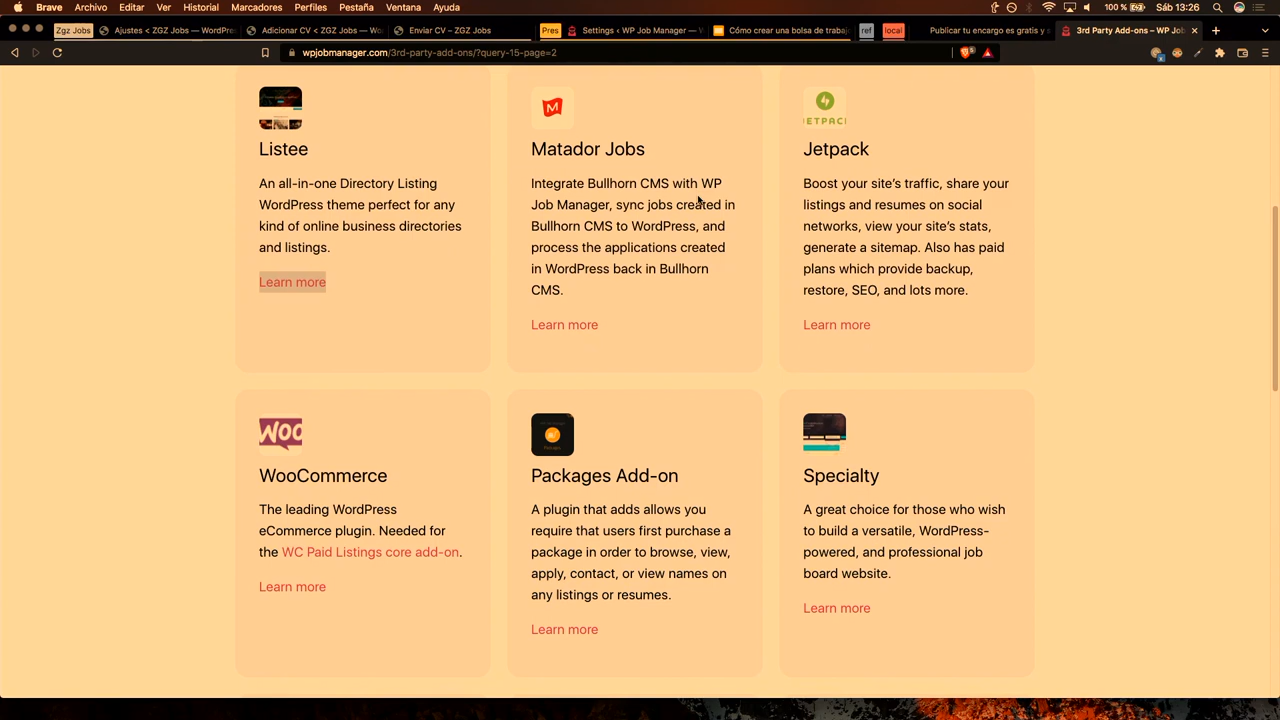 Brave Archivo Editar Ver Historial Marcadores Perfiles Pestaña Ventana Ayuda 100 % Sáb 13:26
Zgz Jobs Ajustes < ZGZ Jobs — WordPres Adicionar CV < ZGZ Jobs — Wo Enviar CV – ZGZ Jobs Pres Settings < WP Job Manager — W Cómo crear una bolsa de trabaj ref local Publicar tu encargo es gratis y s 3rd Party Add-ons — WP Job
wpjobmanager.com/3rd-party-add-ons/?query-15-page=2
Listee
An all-in-one Directory Listing
WordPress theme perfect for any
kind of online business directories
and listings.
Learn more
M
Matador Jobs
Integrate Bullhorn CMS with WP
Job Manager, sync jobs created in
Bullhorn CMS to WordPress, and
process the applications created
in WordPress back in Bullhorn
CMS.
Learn more
JETPACK
Jetpack
Boost your site's traffic, share your
listings and resumes on social
networks, view your site's stats,
generate a sitemap. Also has paid
plans which provide backup,
restore, SEO, and lots more.
Learn more
WOO
WooCommerce
The leading WordPress
eCommerce plugin. Needed for
the WC Paid Listings core add-on.
Learn more
Packages Add-on
A plugin that adds allows you
require that users first purchase a
package in order to browse, view,
apply, contact, or view names on
any listings or resumes.
Learn more
Specialty
A great choice for those who wish
to build a versatile, WordPress-
powered, and professional job
board website.
Learn more